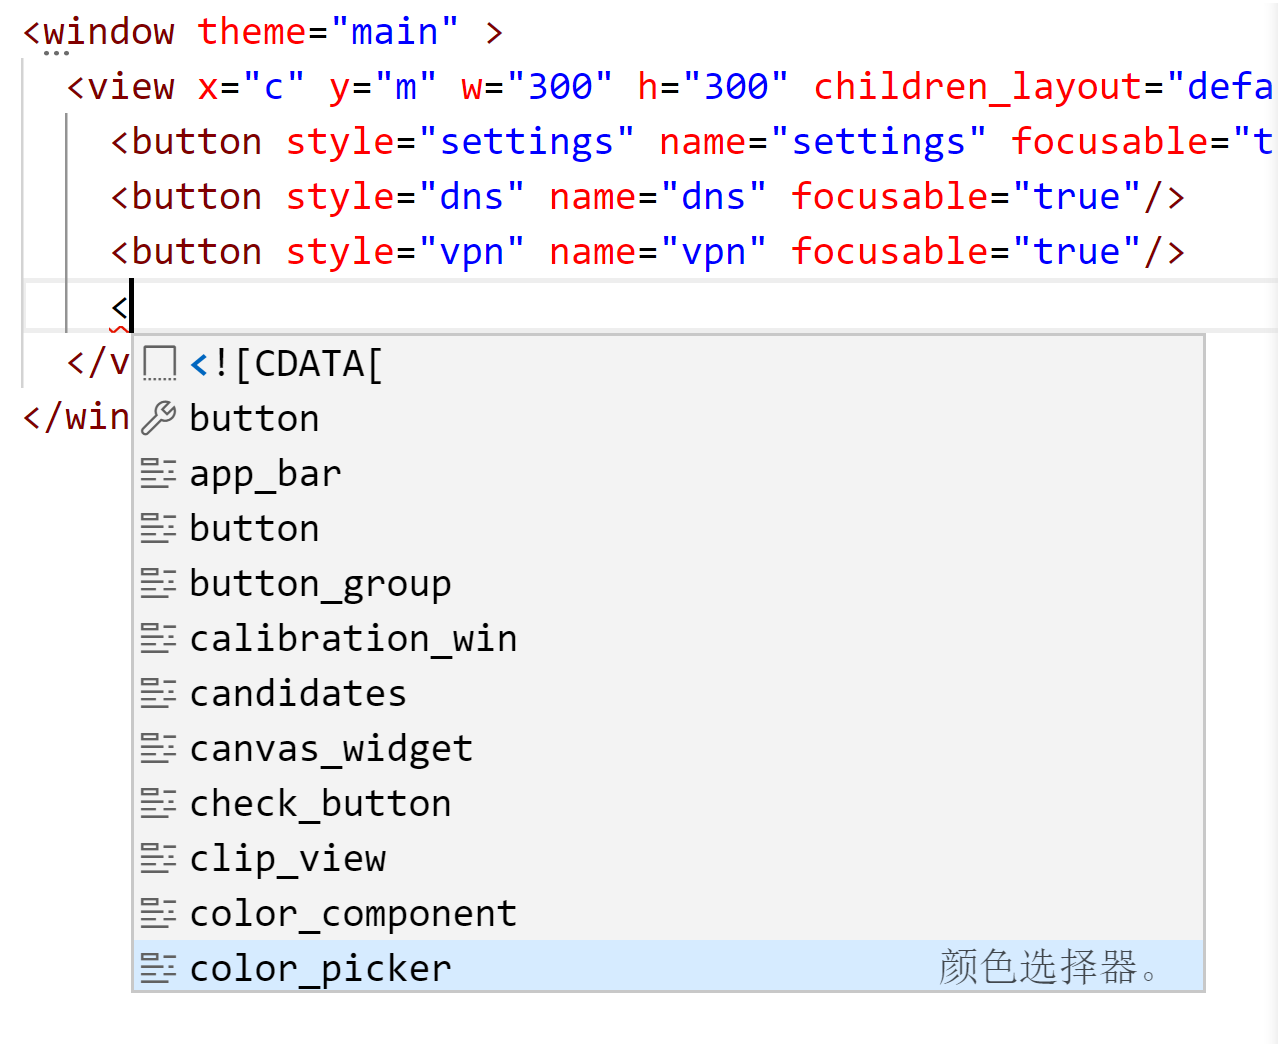 <window theme="main" >
<view x="c" y="m" w="300" h="300" children_layout="defa
<button style="settings" name="settings" focusable="t
<button style="dns" name="dns" focusable="true"/>
<button style="vpn" name="vpn" focusable="true"/>
<
</v
</win
<![CDATA[
button
app_bar
button
button_group
calibration_win
candidates
canvas_widget
check_button
clip_view
color_component
color_picker 颜色选择器。